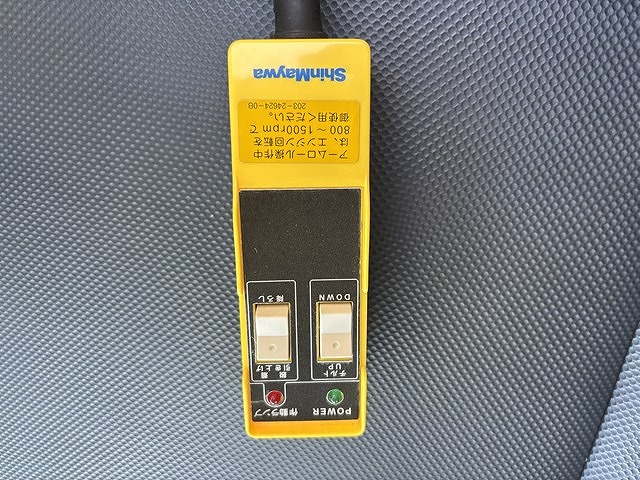 POWER 作動ランプ
チルト 脱 着
UP 引き上げ
DOWN 降ろし
アームロール操作中
は、エンジン回転を
800～1500rpmで
御使用ください。
203-24624-0B
ShinMaywa